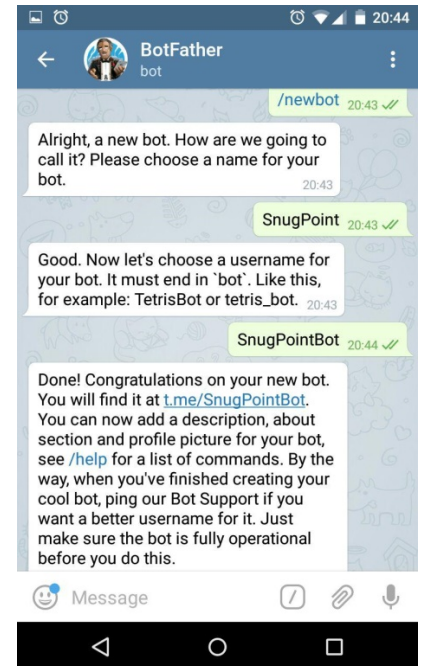 20:44
BotFather
bot
/newbot 20:43
Alright, a new bot. How are we going to
call it? Please choose a name for your
bot.
20:43
SnugPoint 20:43
Good. Now let's choose a username for
your bot. It must end in `bot`. Like this,
for example: TetrisBot or tetris_bot. 20:43
SnugPointBot 20:44
Done! Congratulations on your new bot.
You will find it at t.me/SnugPointBot.
You can now add a description, about
section and profile picture for your bot,
see /help for a list of commands. By the
way, when you've finished creating your
cool bot, ping our Bot Support if you
want a better username for it. Just
make sure the bot is fully operational
before you do this.
Message